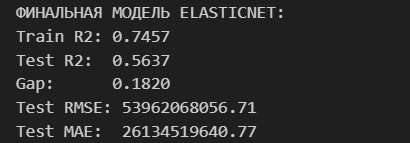 ФИНАЛЬНАЯ МОДЕЛЬ ELASTICNET:
Train R2: 0.7457
Test R2:  0.5637
Gap:      0.1820
Test RMSE: 53962068056.71
Test MAE:  26134519640.77